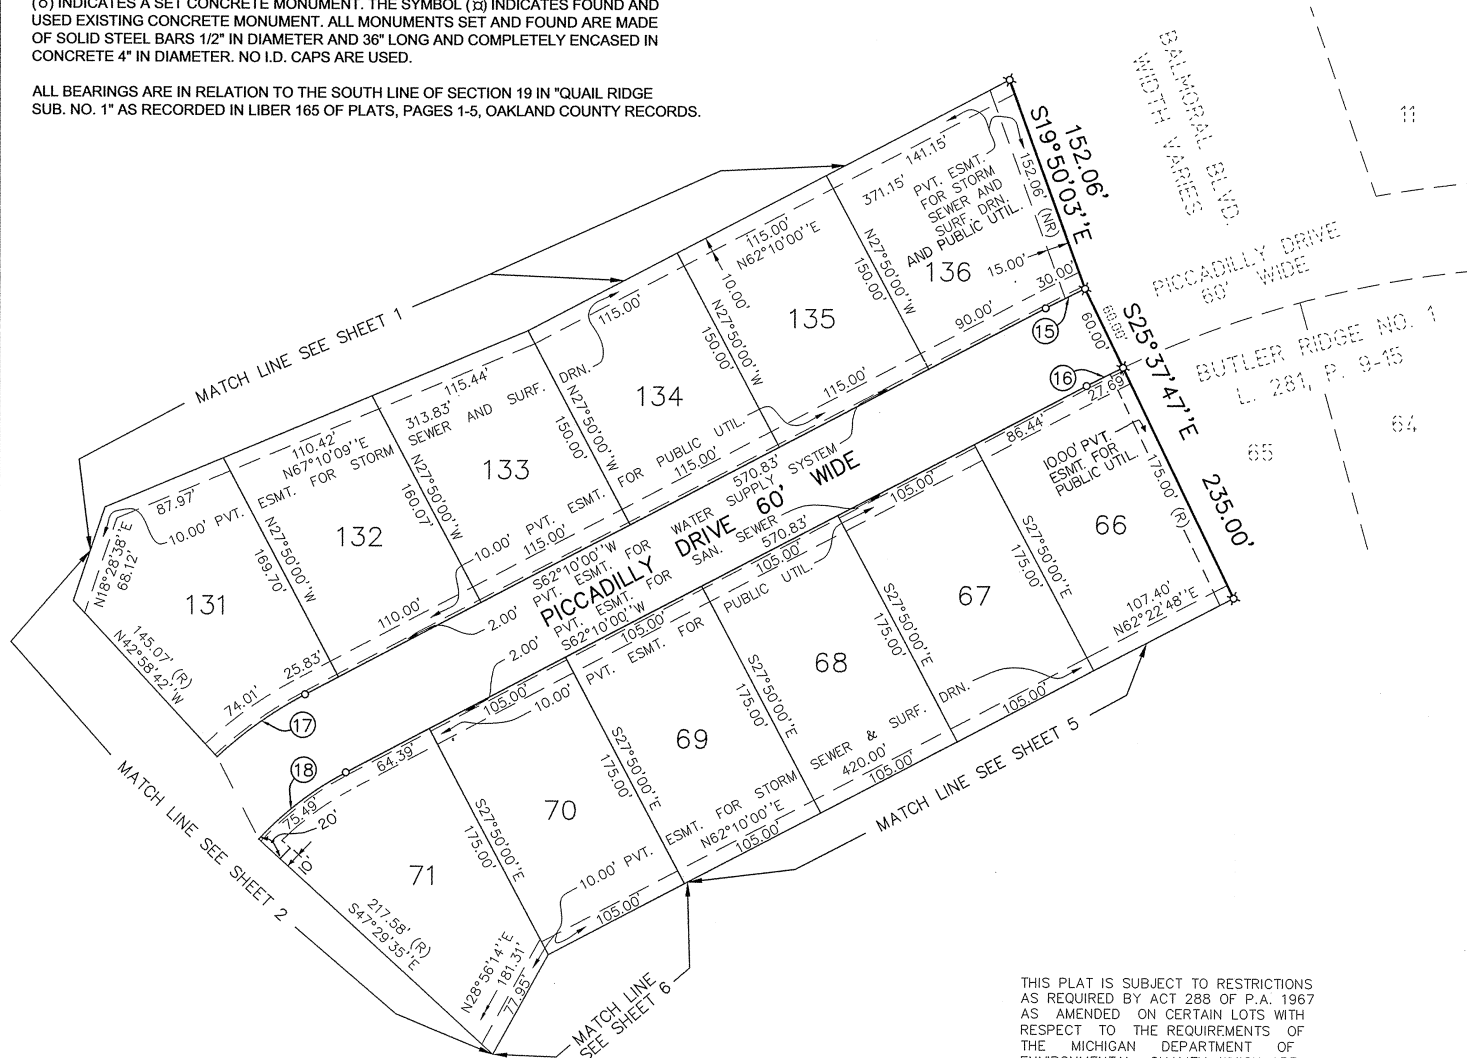 (o) INDICATES A SET CONCRETE MONUMENT. THE SYMBOL (¤) INDICATES FOUND AND
USED EXISTING CONCRETE MONUMENT. ALL MONUMENTS SET AND FOUND ARE MADE
OF SOLID STEEL BARS 1/2" IN DIAMETER AND 36" LONG AND COMPLETELY ENCASED IN
CONCRETE 4" IN DIAMETER. NO I.D. CAPS ARE USED.
ALL BEARINGS ARE IN RELATION TO THE SOUTH LINE OF SECTION 19 IN "QUAIL RIDGE
SUB. NO. 1" AS RECORDED IN LIBER 165 OF PLATS, PAGES 1-5, OAKLAND COUNTY RECORDS.
BALMORAL BLVD.
WIDTH VARIES
11
152.06'
S19°50'03''E
PICCADILLY DRIVE
60' WIDE
BUTLER RIDGE NO. 1
L. 281, P. 9-15
64
65
S25°37'47''E
235.00'
60.00'
60.00'
MATCH LINE SEE SHEET 1
141.15'
371.15'
PVT. ESMT.
FOR STORM
SEWER AND
SURF. DRN.
AND PUBLIC UTIL.
152.06' (NR)
136
15.00'
30.00'
90.00'
15
N27°50'00''W
150.00'
115.00'
N62°10'00''E
135
115.00'
10.00'
N27°50'00''W
150.00'
115.00'
134
115.00'
N27°50'00''W
150.00'
115.44'
313.83'
SEWER AND SURF. DRN.
133
115.00'
N27°50'00''W
160.07'
110.42'
N67°10'09''E
ESMT. FOR STORM
132
110.00'
10.00' PVT. ESMT. FOR PUBLIC UTIL.
N27°50'00''W
169.70'
87.97'
10.00' PVT.
N18°28'38''E
68.12'
131
145.07' (R)
N42°58'42''W
74.01'
25.83'
17
570.83'
S62°10'00''W
PVT. ESMT. FOR WATER SUPPLY SYSTEM
2.00'
PICCADILLY DRIVE 60' WIDE
PVT. ESMT. FOR SAN. SEWER
2.00'
S62°10'00''W
570.83'
16
27.69'
86.44'
10.00' PVT.
ESMT. FOR
PUBLIC UTIL.
175.00' (R)
66
107.40'
N62°22'48''E
S27°50'00''E
175.00'
105.00'
67
105.00'
S27°50'00''E
175.00'
105.00'
68
105.00'
S27°50'00''E
175.00'
105.00'
69
105.00'
S27°50'00''E
175.00'
105.00'
70
105.00'
S27°50'00''E
175.00'
10.00' PVT. ESMT. FOR PUBLIC UTIL.
10.00' PVT. ESMT. FOR STORM SEWER & SURF. DRN.
N62°10'00''E
420.00'
64.39'
18
75.49'
20'
10'
71
217.58' (R)
S47°29'35''E
N28°56'14''E
181.31'
77.95'
MATCH LINE SEE SHEET 2
MATCH LINE SEE SHEET 5
MATCH LINE
SEE SHEET 6
THIS PLAT IS SUBJECT TO RESTRICTIONS
AS REQUIRED BY ACT 288 OF P.A. 1967
AS AMENDED ON CERTAIN LOTS WITH
RESPECT TO THE REQUIREMENTS OF
THE MICHIGAN DEPARTMENT OF